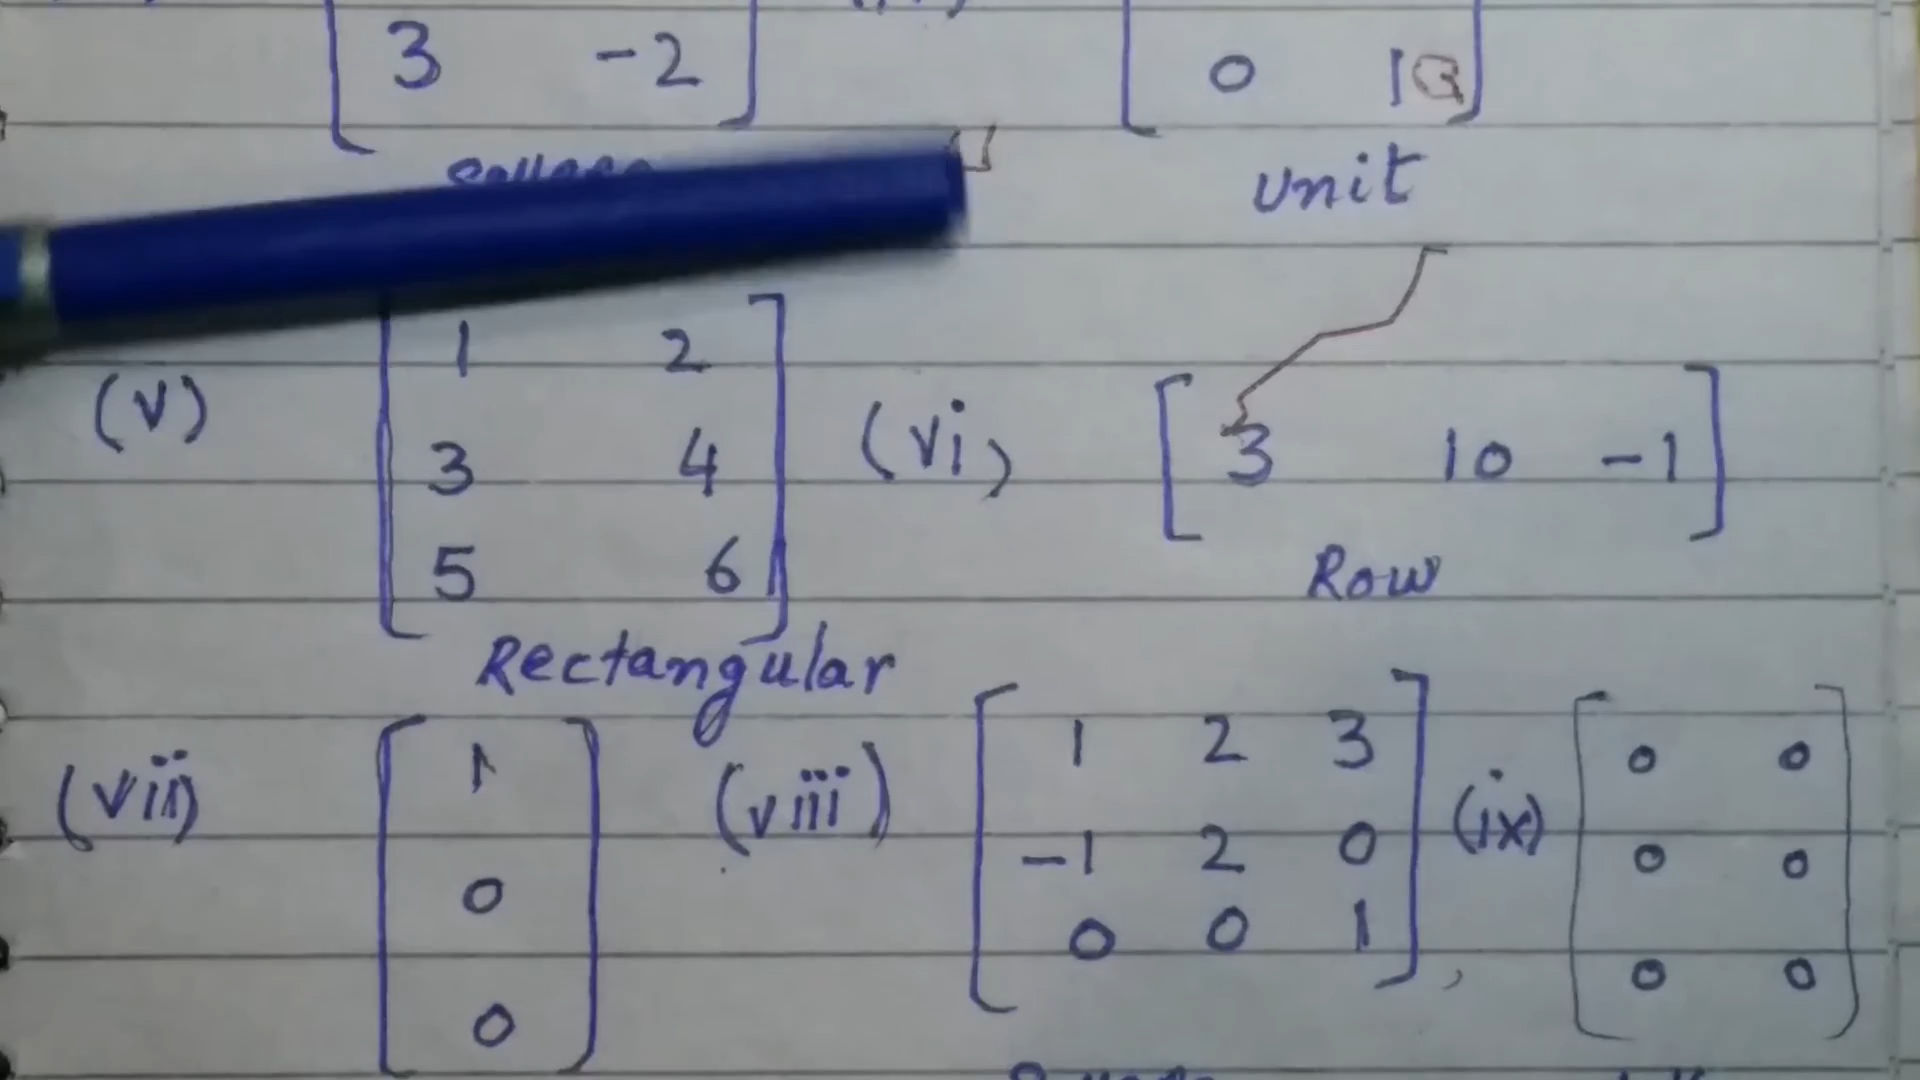 3 -2
0 1
unit
1 2
(v) 3 4 (vi) [3 10 -1]
5 6
Row
Rectangular
(vii) 1 (viii) 1 2 3 (ix) 0 0
0 -1 2 0 0 0
0 0 0 1 , 0 0